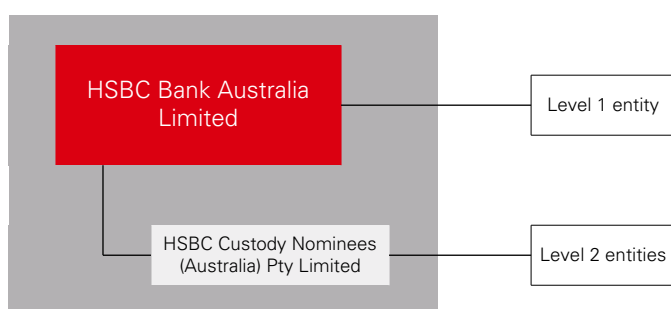 HSBC Bank Australia
Limited
Level 1 entity
HSBC Custody Nominees
(Australia) Pty Limited
Level 2 entities